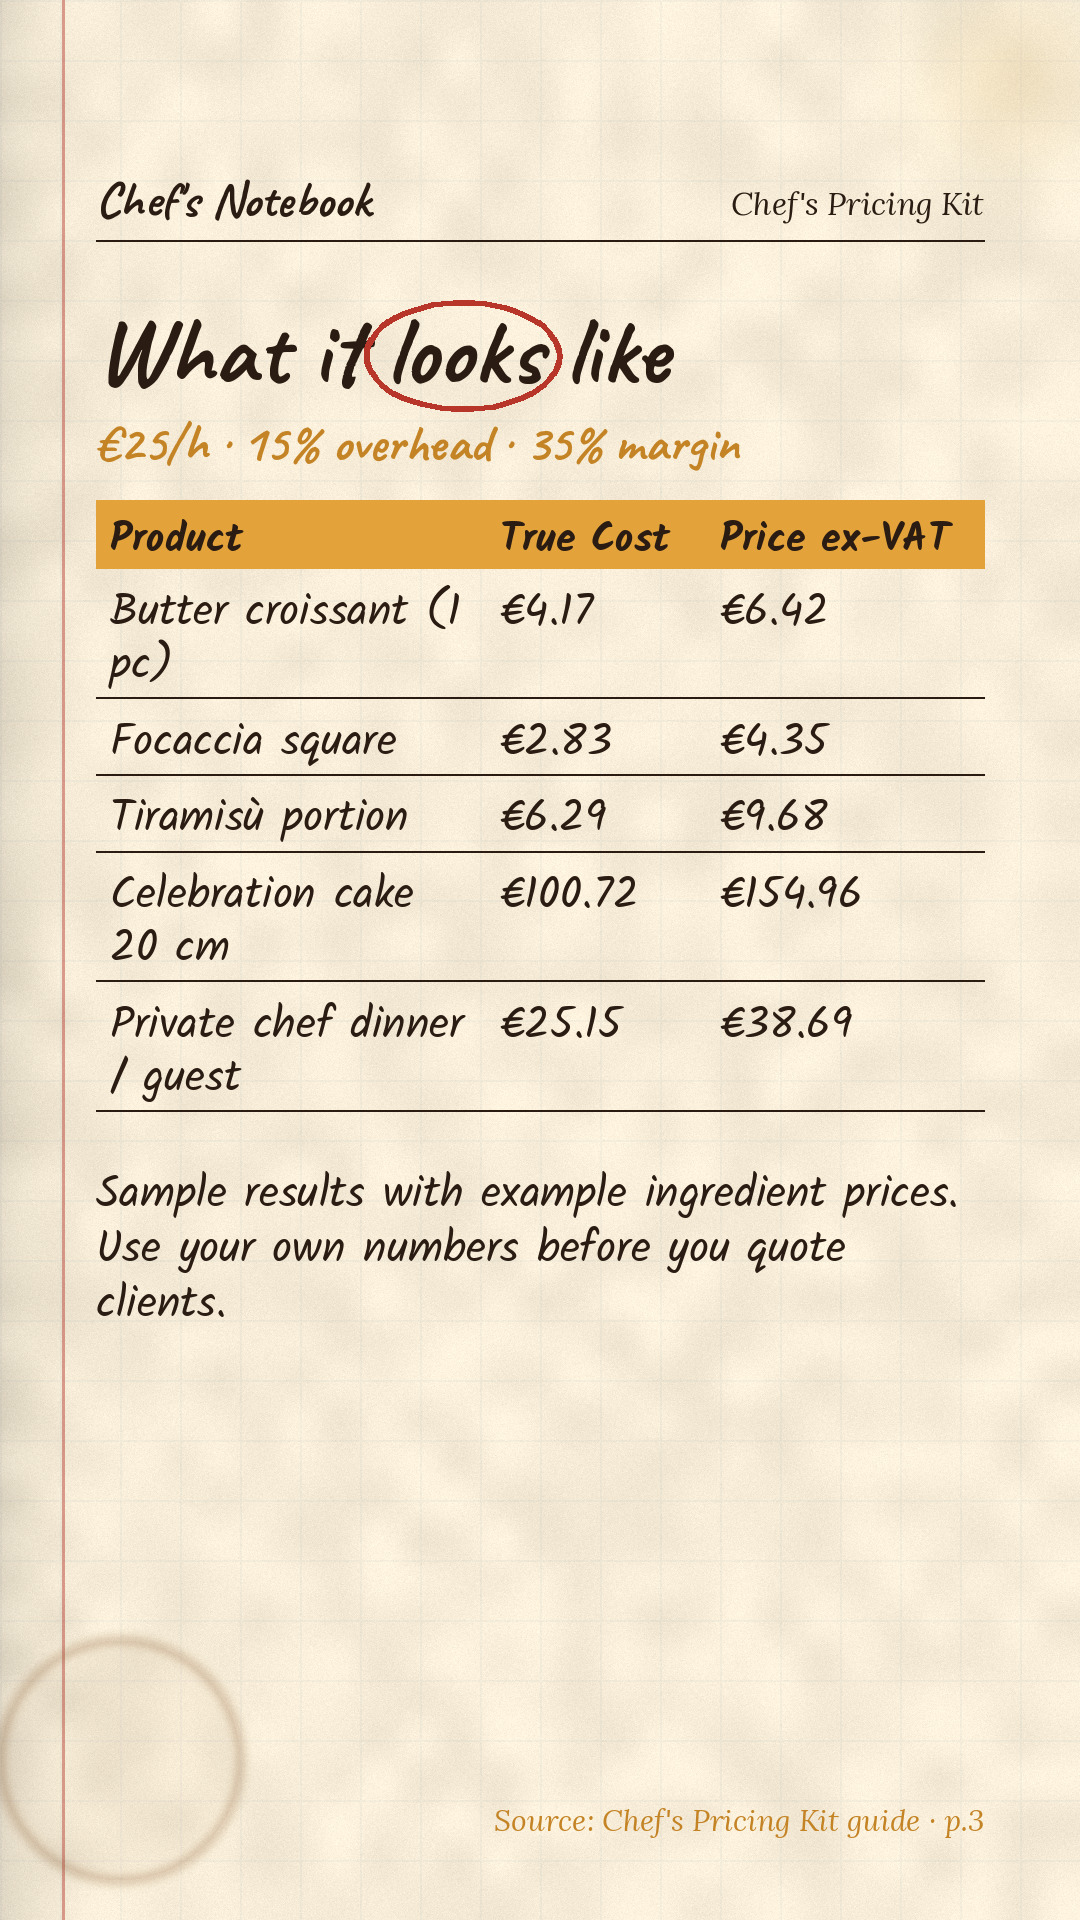 Chef's Notebook
Chef's Pricing Kit
What it looks like
€25/h · 15% overhead · 35% margin
Product True Cost Price ex-VAT
Butter croissant (1 €4.17 €6.42
pc)
Focaccia square €2.83 €4.35
Tiramisù portion €6.29 €9.68
Celebration cake €100.72 €154.96
20 cm
Private chef dinner €25.15 €38.69
/ guest
Sample results with example ingredient prices.
Use your own numbers before you quote
clients.
Source: Chef's Pricing Kit guide · p.3